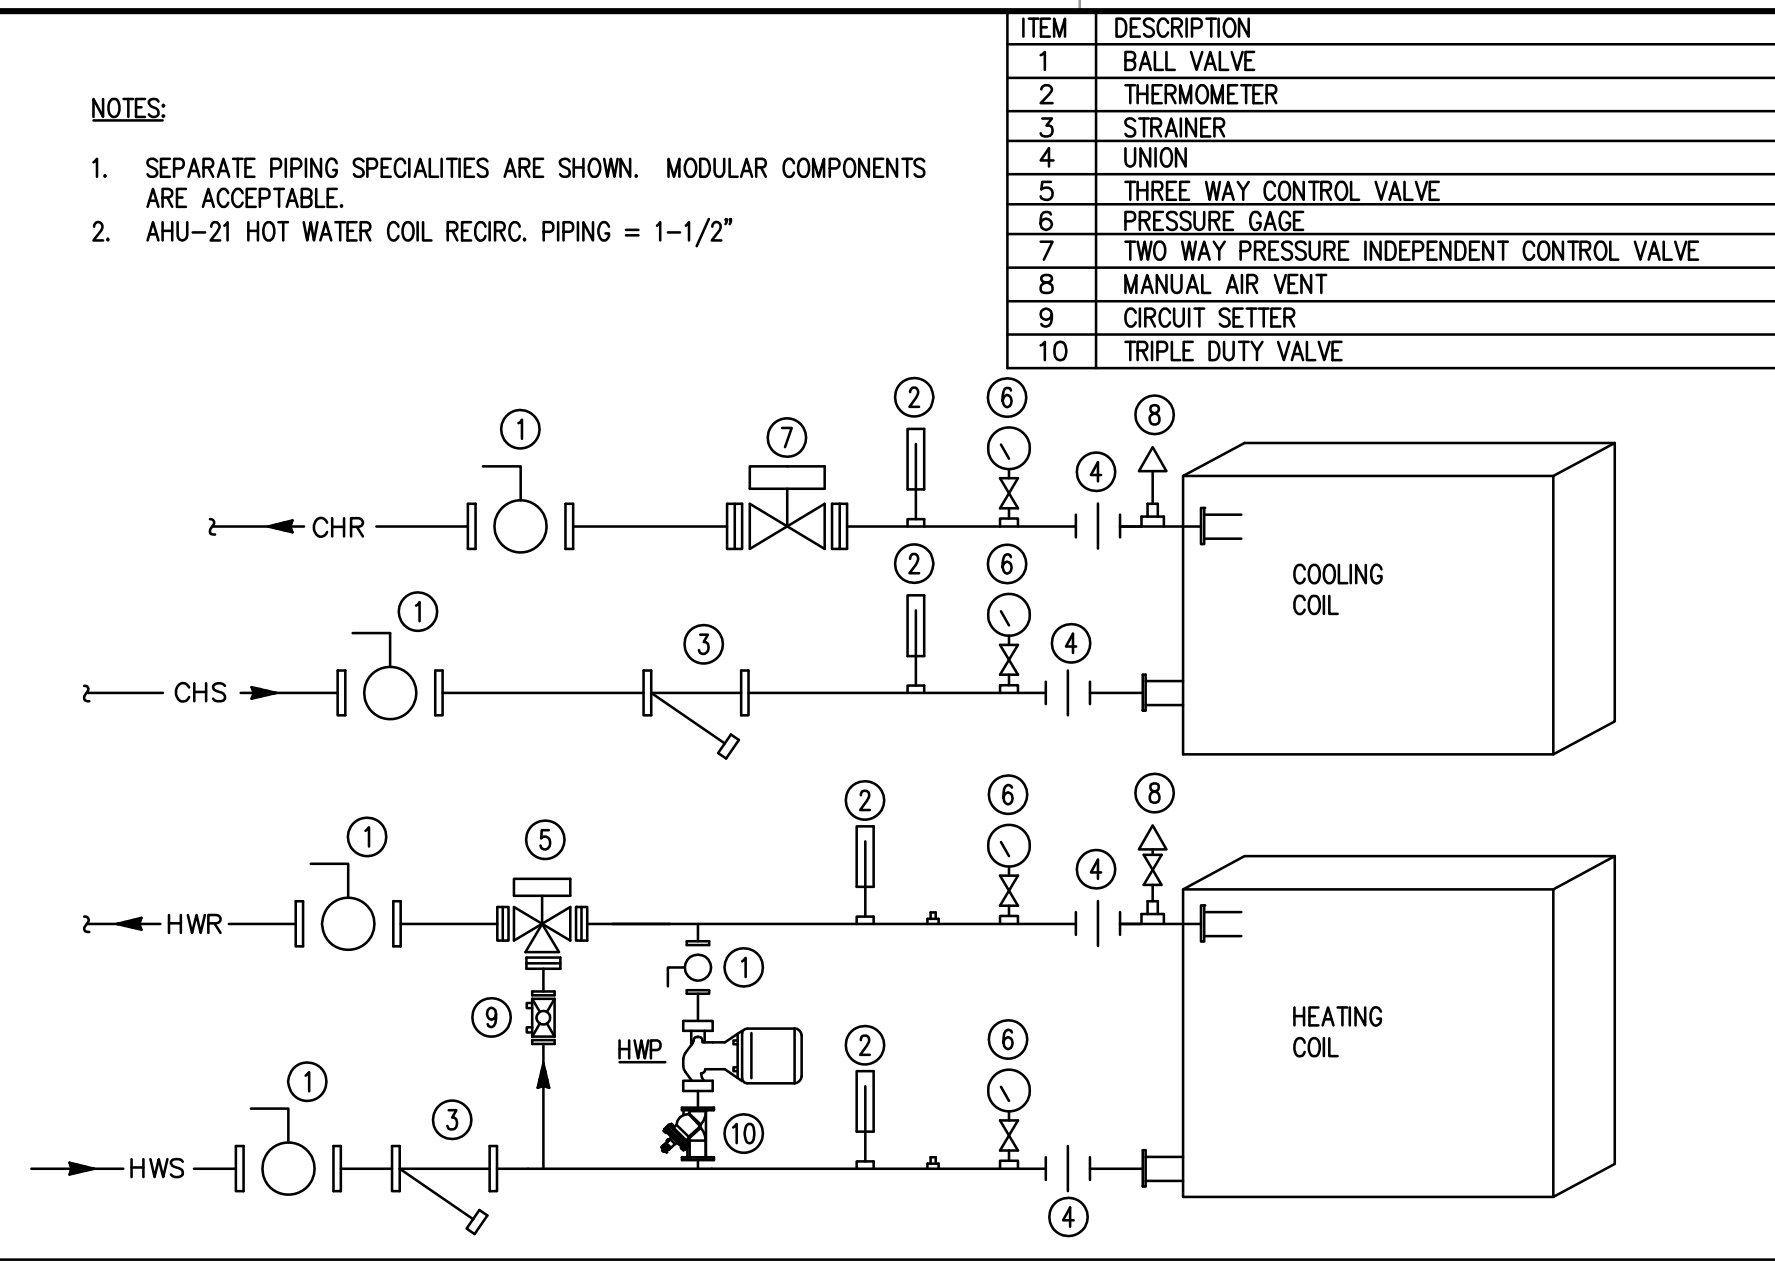 ITEM DESCRIPTION
1 BALL VALVE
2 THERMOMETER
3 STRAINER
4 UNION
5 THREE WAY CONTROL VALVE
6 PRESSURE GAGE
7 TWO WAY PRESSURE INDEPENDENT CONTROL VALVE
8 MANUAL AIR VENT
9 CIRCUIT SETTER
10 TRIPLE DUTY VALVE
NOTES:
1. SEPARATE PIPING SPECIALITIES ARE SHOWN. MODULAR COMPONENTS
ARE ACCEPTABLE.
2. AHU-21 HOT WATER COIL RECIRC. PIPING = 1-1/2"
1
7
2
6
4
8
CHR
COOLING
COIL
1
3
2
6
4
CHS
1
5
2
6
4
8
HWR
1
9
HWP
10
HEATING
COIL
1
3
2
6
4
HWS